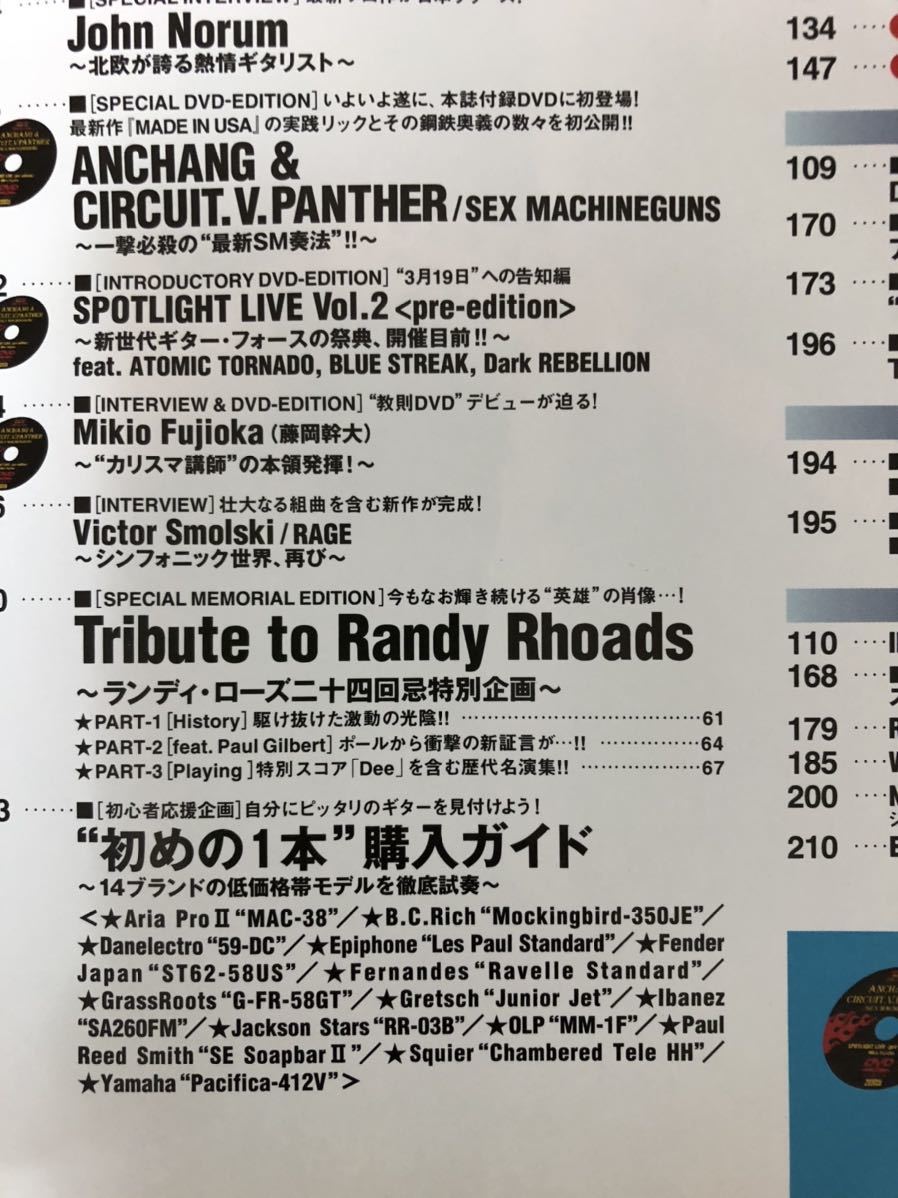 John Norum
～北欧が誇る熱情ギタリスト～
……■[SPECIAL DVD-EDITION]いよいよ遂に、本誌付録DVDに初登場!
最新作『MADE IN USA』の実践リックとその鋼鉄奥義の数々を初公開!!
ANCHANG &
CIRCUIT.V.PANTHER/SEX MACHINEGUNS
～一撃必殺の“最新SM奏法”!!～
2……■[INTRODUCTORY DVD-EDITION]“3月19日”への告知編
SPOTLIGHT LIVE Vol.2<pre-edition>
～新世代ギター・フォースの祭典、開催目前!!～
feat. ATOMIC TORNADO, BLUE STREAK, Dark REBELLION
4……■[INTERVIEW & DVD-EDITION]“教則DVD”デビューが迫る!
Mikio Fujioka(藤岡幹大)
～“カリスマ講師”の本領発揮!～
6……■[INTERVIEW]壮大なる組曲を含む新作が完成!
Victor Smolski/RAGE
～シンフォニック世界、再び～
0……■[SPECIAL MEMORIAL EDITION]今もなお輝き続ける“英雄”の肖像…!
Tribute to Randy Rhoads
～ランディ・ローズ二十四回忌特別企画～
★PART-1[History]駆け抜けた激動の光陰!!……………………………61
★PART-2[feat. Paul Gilbert]ポールから衝撃の新証言が…!!……………64
★PART-3[Playing]特別スコア「Dee」を含む歴代名演集!!………………67
3……■[初心者応援企画]自分にピッタリのギターを見付けよう!
“初めの1本”購入ガイド
～14ブランドの低価格帯モデルを徹底試奏～
<★Aria ProⅡ“MAC-38”/★B.C.Rich“Mockingbird-350JE”/
★Danelectro“59-DC”/★Epiphone“Les Paul Standard”/★Fender
Japan“ST62-58US”/★Fernandes“Ravelle Standard”/
★GrassRoots“G-FR-58GT”/★Gretsch“Junior Jet”/★Ibanez
“SA260FM”/★Jackson Stars“RR-03B”/★OLP“MM-1F”/★Paul
Reed Smith“SE SoapbarⅡ”/★Squier“Chambered Tele HH”/
★Yamaha“Pacifica-412V”>
134
147
109
170
173
196
194
195
110
168
179
185
200
210
DVD